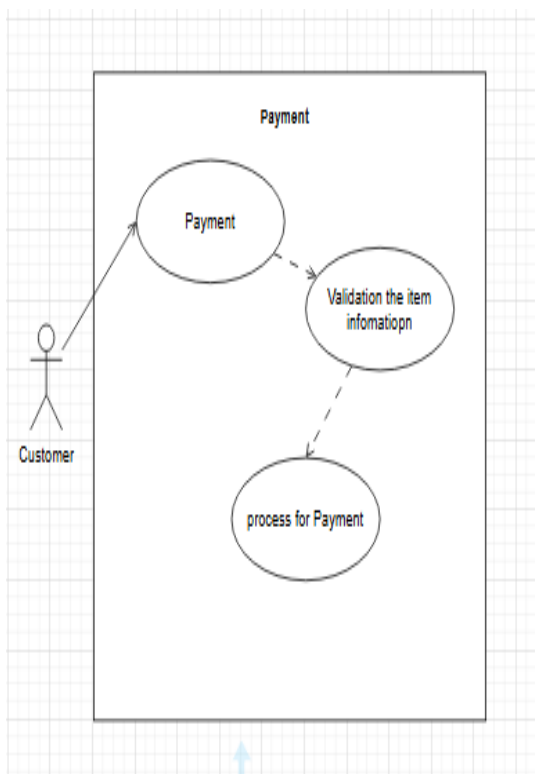 Payment
Payment
Validation the item
infomatiopn
Customer
process for Payment